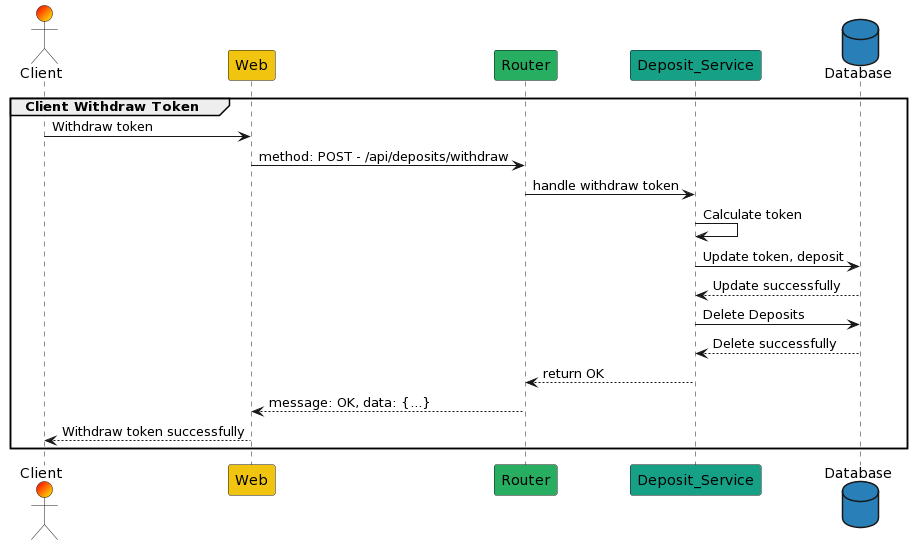 Client
Web
Router
Deposit_Service
Database
Client Withdraw Token
Withdraw token
method: POST - /api/deposits/withdraw
handle withdraw token
Calculate token
Update token, deposit
Update successfully
Delete Deposits
Delete successfully
return OK
message: OK, data: {...}
Withdraw token successfully
Client
Web
Router
Deposit_Service
Database